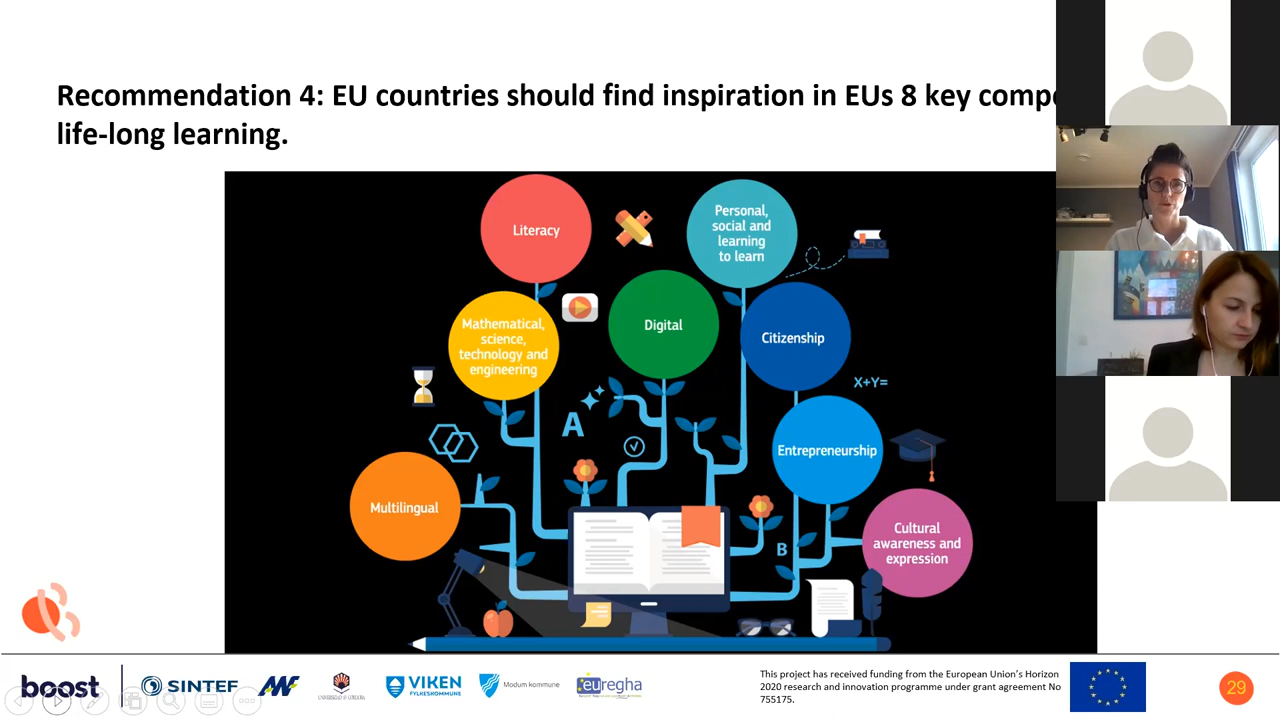 Recommendation 4: EU countries should find inspiration in EUs 8 key comp
life-long learning.
Literacy
Personal,
social and
learning
to learn
Mathematical,
science,
technology and
engineering
Digital
Citizenship
X+Y=
A
Entrepreneurship
Multilingual
Cultural
awareness and
expression
B
boost
SINTEF
VIKEN
FYLKESKOMMUNE
Modum kommune
euregha
This project has received funding from the European Union's Horizon
2020 research and innovation programme under grant agreement No
755175.
29